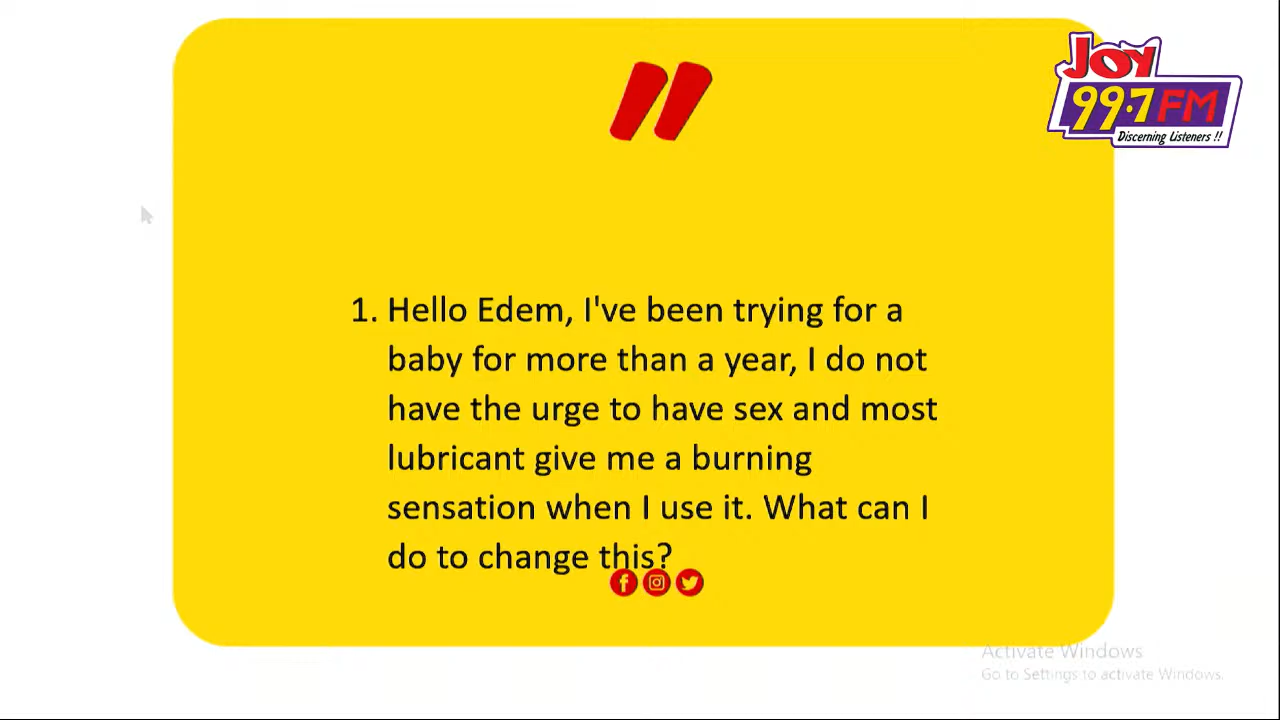 JOY
99.7 FM
Discerning Listeners !!
1. Hello Edem, I've been trying for a
baby for more than a year, I do not
have the urge to have sex and most
lubricant give me a burning
sensation when I use it. What can I
do to change this?
Activate Windows
Go to Settings to activate Windows.